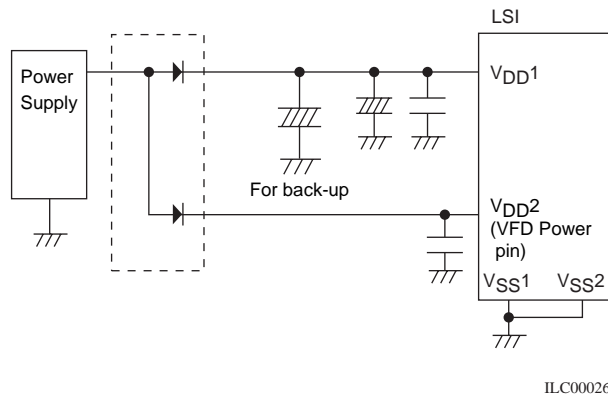 LSI
Power
Supply
VDD1
For back-up
VDD2
(VFD Power
pin)
VSS1 VSS2
ILC00026